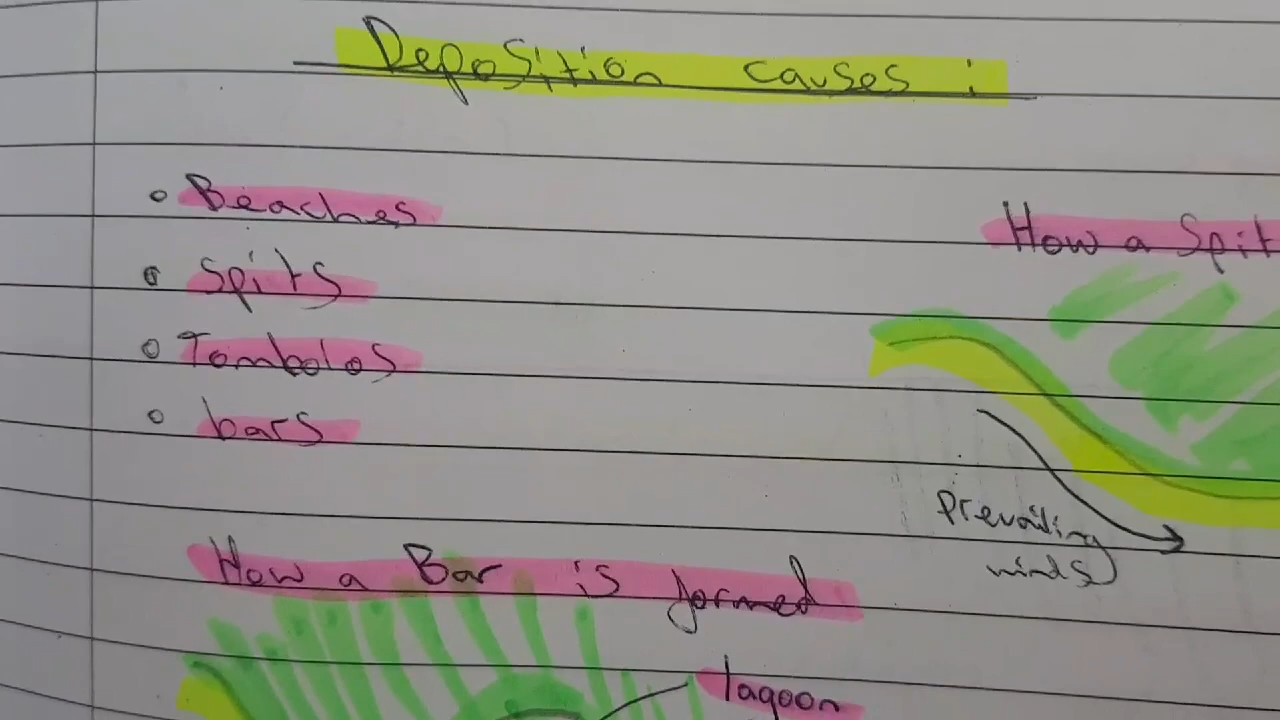 Deposition causes:
• Beaches
• Spits
• Tombolos
• bars
How a Spit
Prevailing
winds
How a Bar is formed
lagoon